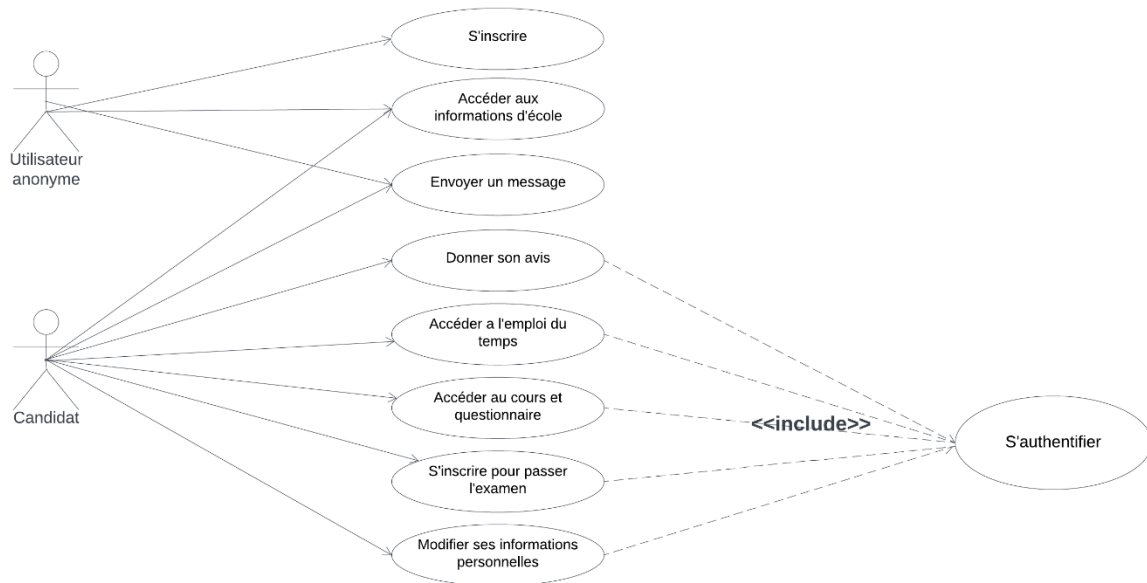 S'inscrire
Utilisateur
anonyme
Accéder aux
informations d'école
Envoyer un message
Donner son avis
Candidat
Accéder a l'emploi du
temps
Accéder au cours et
questionnaire
<<include>>
S'authentifier
S'inscrire pour passer
l'examen
Modifier ses informations
personnelles